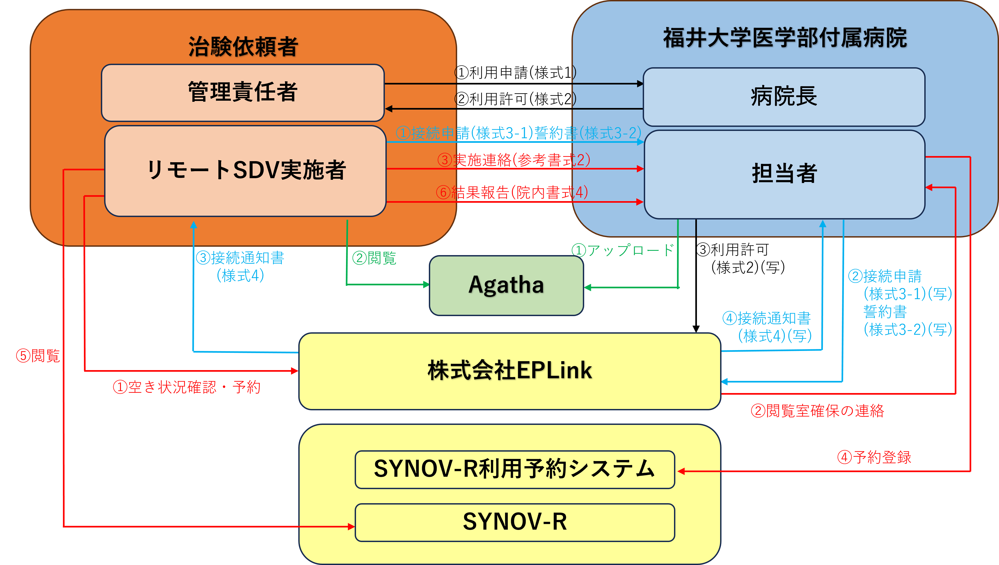 治験依頼者
福井大学医学部付属病院
管理責任者
①利用申請(様式1)
②利用許可(様式2)
病院長
①接続申請(様式3-1)誓約書(様式3-2)
リモートSDV実施者
③実施連絡(参考書式2)
担当者
⑥結果報告(院内書式4)
③接続通知書
(様式4)
②閲覧
①アップロード
③利用許可
(様式2)(写)
Agatha
②接続申請
(様式3-1)(写)
誓約書
(様式3-2)(写)
④接続通知書
(様式4)(写)
⑤閲覧
株式会社EPLink
①空き状況確認・予約
②閲覧室確保の連絡
SYNOV-R利用予約システム
④予約登録
SYNOV-R